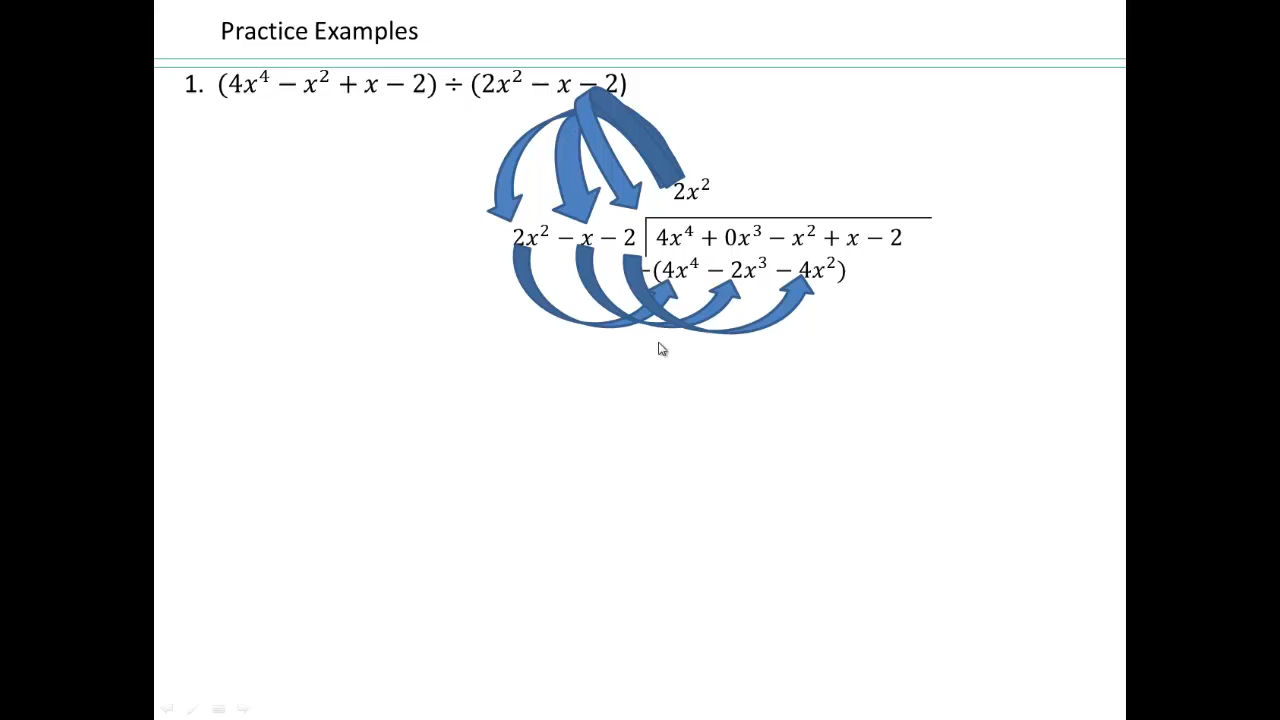 Practice Examples
1. (4x⁴ − x² + x − 2) ÷ (2x² − x − 2)
2x²
2x² − x − 2 4x⁴ + 0x³ − x² + x − 2
-(4x⁴ − 2x³ − 4x²)